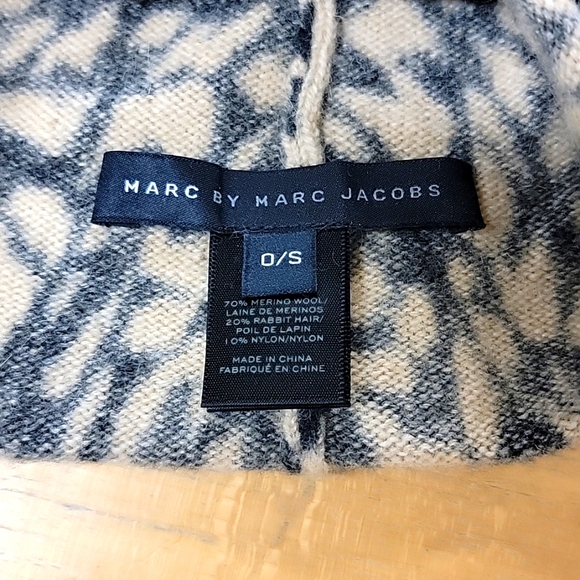 MARC BY MARC JACOBS
O/S
70% MERINO WOOL/
LAINE DE MERINOS
20% RABBIT HAIR/
POIL DE LAPIN
10% NYLON/NYLON
MADE IN CHINA
FABRIQUÉ EN CHINE